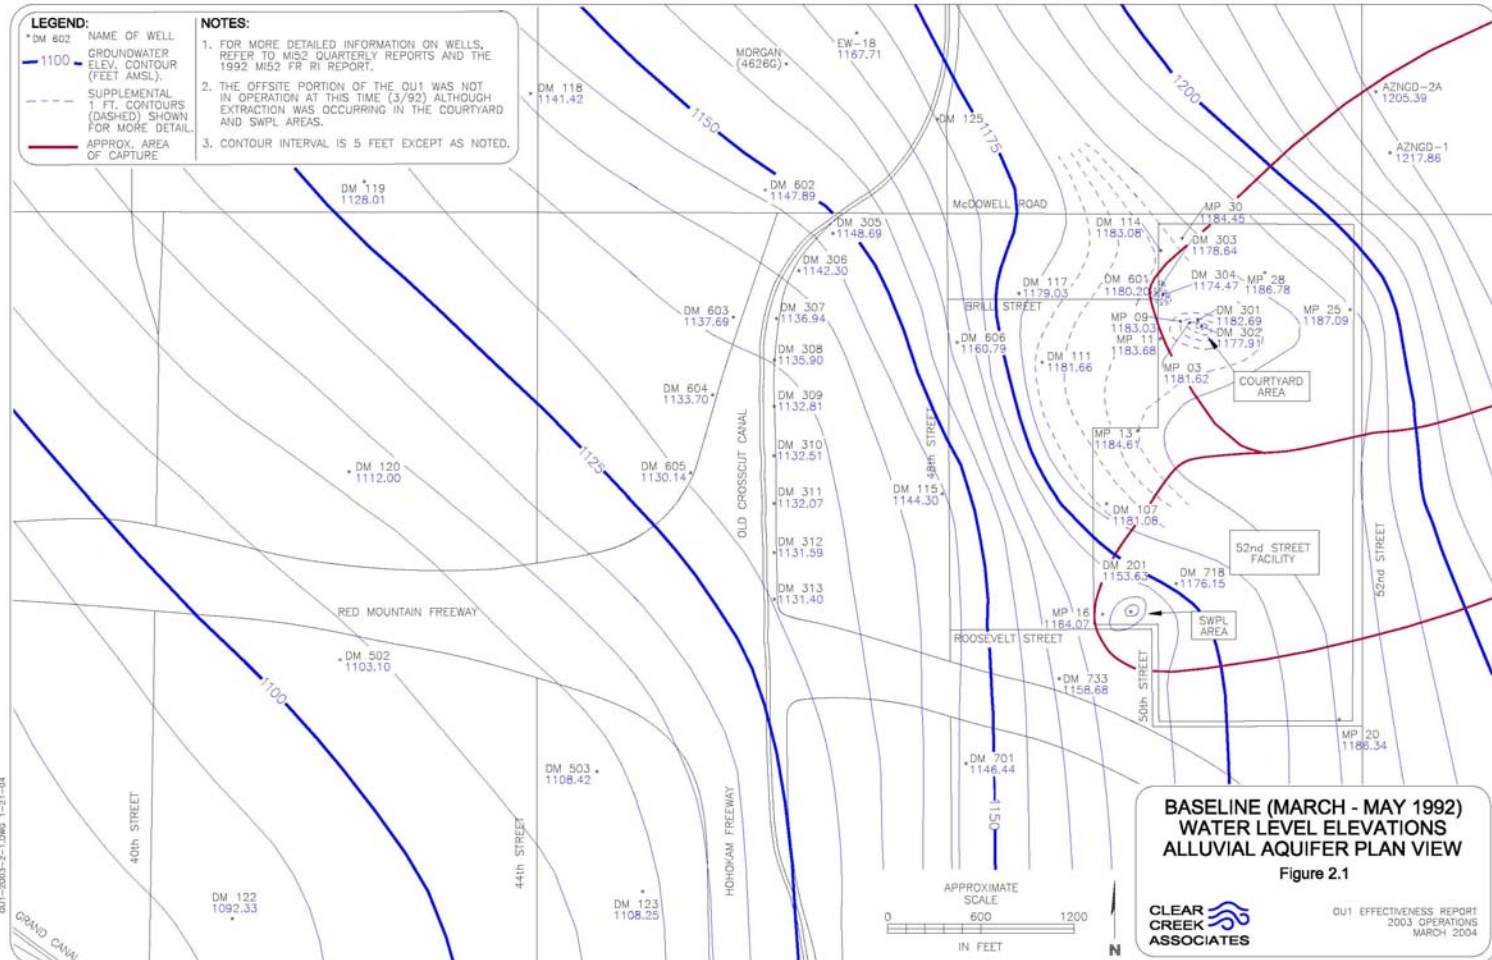 LEGEND:
DM 602 NAME OF WELL
1100 GROUNDWATER
ELEV. CONTOUR
(FEET AMSL).
SUPPLEMENTAL
1 FT. CONTOURS
(DASHED) SHOWN
FOR MORE DETAIL.
APPROX. AREA
OF CAPTURE
NOTES:
1. FOR MORE DETAILED INFORMATION ON WELLS,
REFER TO MI52 QUARTERLY REPORTS AND THE
1992 MI52 FR RI REPORT.
2. THE OFFSITE PORTION OF THE OU1 WAS NOT
IN OPERATION AT THIS TIME (3/92) ALTHOUGH
EXTRACTION WAS OCCURRING IN THE COURTYARD
AND SWPL AREAS.
3. CONTOUR INTERVAL IS 5 FEET EXCEPT AS NOTED.
MORGAN
(4626G)
EW-18
1167.71
DM 118
1141.42
DM 125
1150
1175
1200
AZNGD-2A
1205.39
AZNGD-1
1217.86
DM 119
1128.01
DM 602
1147.89
McDOWELL ROAD
MP 30
1184.45
DM 305
1148.69
DM 114
1183.08
DM 303
1178.64
DM 306
1142.30
DM 117
1179.03
DM 601
1180.20
DM 304
1174.47
MP 28
1186.78
BRILL STREET
DM 603
1137.69
DM 307
1136.94
MP 09
1183.03
DM 301
1182.69
MP 25
1187.09
DM 606
1160.79
MP 11
1183.68
DM 302
1177.91
DM 308
1135.90
DM 111
1181.66
MP 03
1181.62
COURTYARD
AREA
DM 604
1133.70
DM 309
1132.81
OLD CROSSCUT CANAL
48th STREET
MP 13
1184.61
DM 310
1132.51
1125
DM 120
1112.00
DM 605
1130.14
DM 311
1132.07
DM 115
1144.30
DM 107
1181.08
DM 312
1131.59
52nd STREET
FACILITY
52nd STREET
DM 201
1153.63
DM 718
1176.15
DM 313
1131.40
RED MOUNTAIN FREEWAY
MP 16
1164.07
SWPL
AREA
ROOSEVELT STREET
DM 502
1103.10
1100
DM 733
1158.68
50th STREET
MP 20
1186.34
DM 503
1108.42
DM 701
1146.44
1150
40th STREET
44th STREET
HOHOKAM FREEWAY
DM 122
1092.33
DM 123
1108.25
GRAND CANAL
APPROXIMATE
SCALE
0 600 1200
IN FEET
N
BASELINE (MARCH - MAY 1992)
WATER LEVEL ELEVATIONS
ALLUVIAL AQUIFER PLAN VIEW
Figure 2.1
CLEAR
CREEK
ASSOCIATES
OU1 EFFECTIVENESS REPORT
2003 OPERATIONS
MARCH 2004